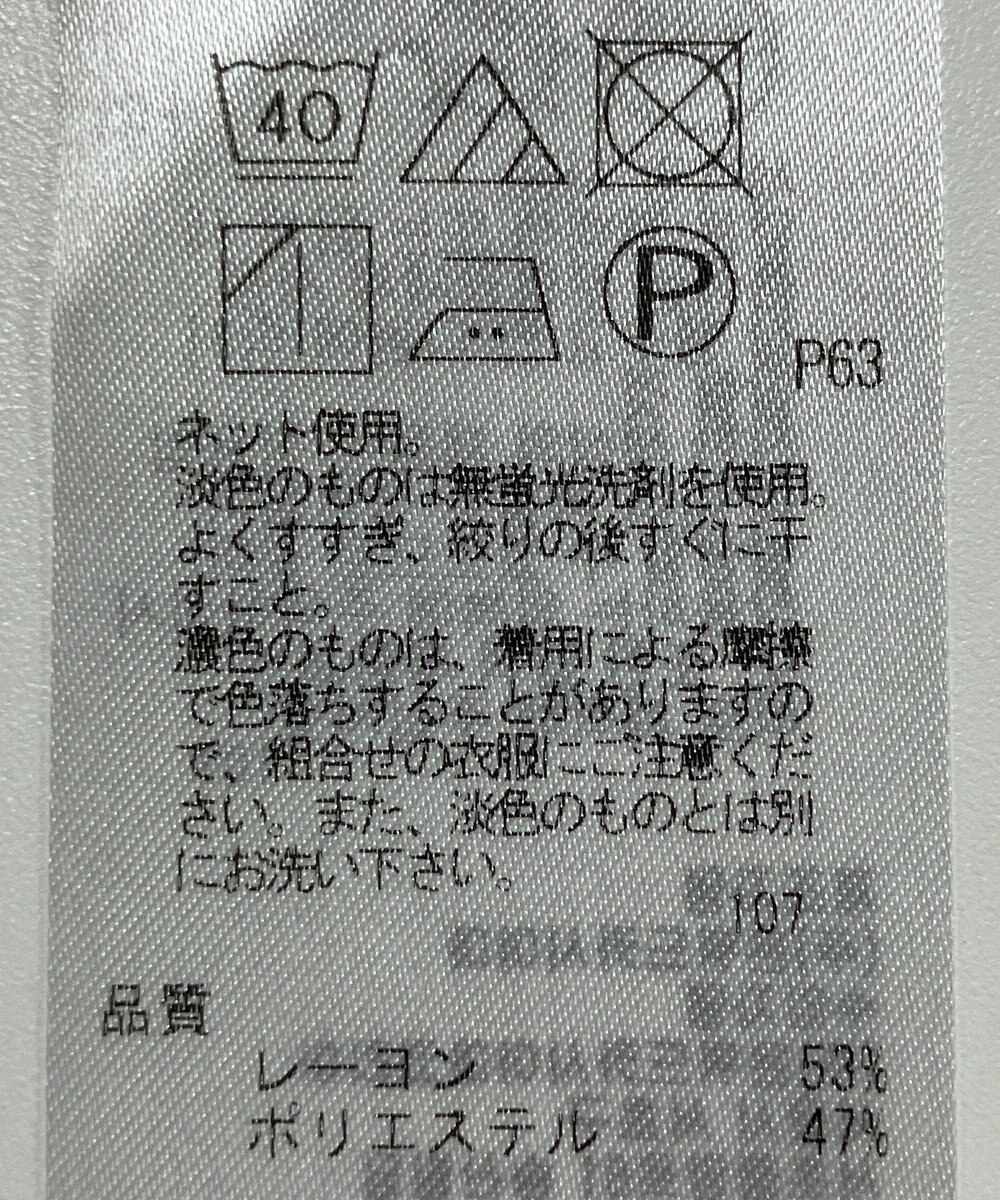 40
P
P63
ネット使用。
淡色のものは無蛍光洗剤を使用。
よくすすぎ、絞りの後すぐに干
すこと。
濃色のものは、着用による摩擦
で色落ちすることがありますの
で、組合せの衣服にご注意くだ
さい。また、淡色のものとは別
にお洗い下さい。
107
品質
レーヨン 53%
ポリエステル 47%